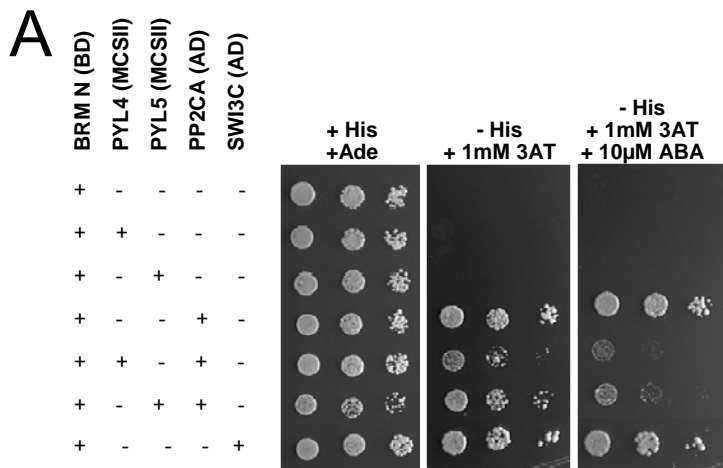 A
BRM N (BD)
PYL4 (MCSII)
PYL5 (MCSII)
PP2CA (AD)
SWI3C (AD)
+ His
+Ade
- His
+ 1mM 3AT
- His
+ 1mM 3AT
+ 10µM ABA
+ - - - -
+ + - - -
+ - + - -
+ - - + -
+ + - + -
+ - + + -
+ - - - +